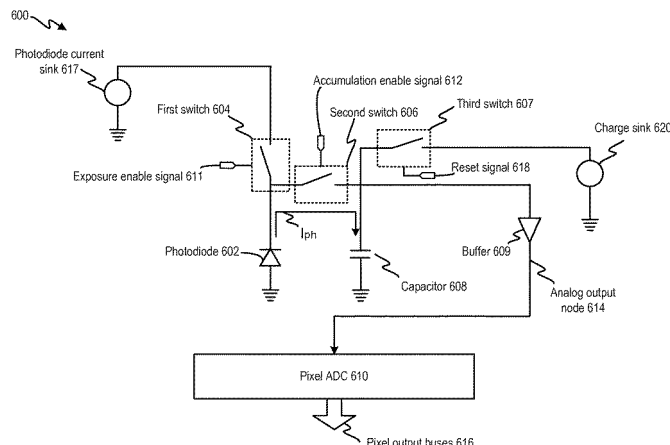 600
Photodiode current
sink 617
Accumulation enable signal 612
First switch 604
Second switch 606
Third switch 607
Charge sink 620
Exposure enable signal 611
Reset signal 618
Iph
Photodiode 602
Buffer 609
Capacitor 608
Analog output
node 614
Pixel ADC 610
Pixel output buses 616